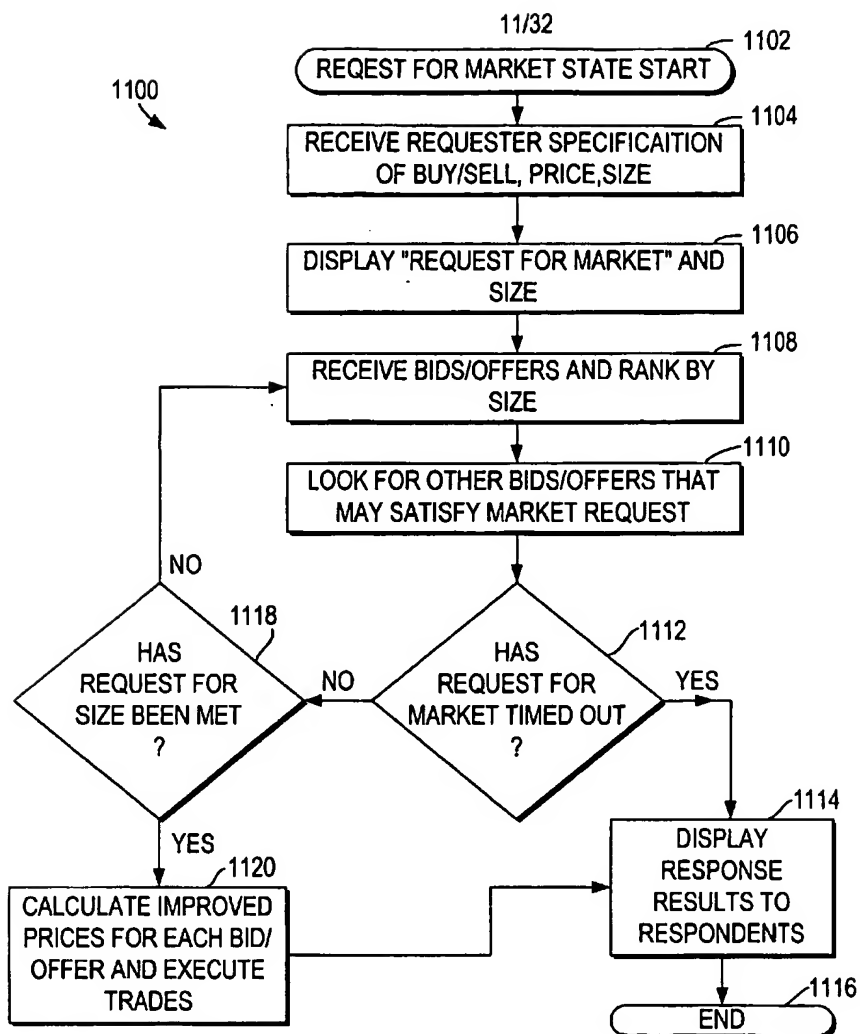 11/32
1100
1102
REQEST FOR MARKET STATE START
1104
RECEIVE REQUESTER SPECIFICAITION
OF BUY/SELL, PRICE,SIZE
1106
DISPLAY "REQUEST FOR MARKET" AND
SIZE
1108
RECEIVE BIDS/OFFERS AND RANK BY
SIZE
1110
LOOK FOR OTHER BIDS/OFFERS THAT
MAY SATISFY MARKET REQUEST
1112
HAS
REQUEST FOR
MARKET TIMED OUT
?
YES
NO
1118
HAS
REQUEST FOR
SIZE BEEN MET
?
NO
YES
1120
CALCULATE IMPROVED
PRICES FOR EACH BID/
OFFER AND EXECUTE
TRADES
1114
DISPLAY
RESPONSE
RESULTS TO
RESPONDENTS
1116
END